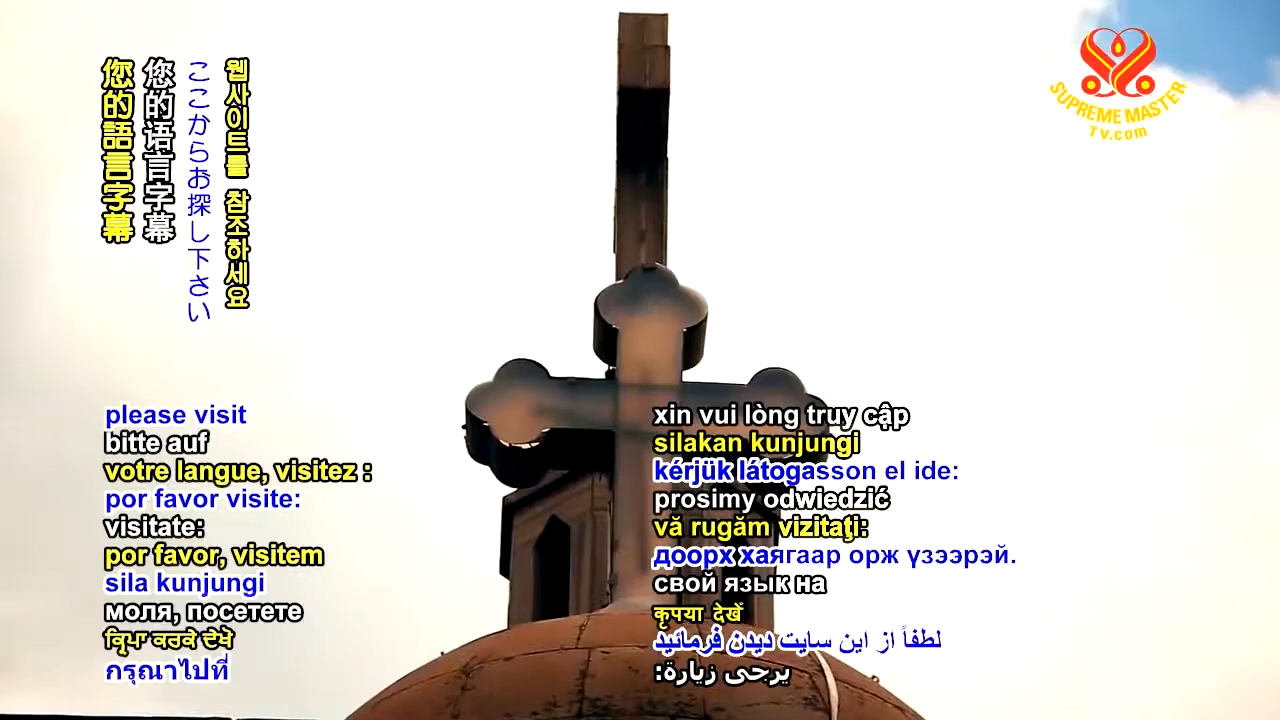 您的語言字幕
您的语言字幕
ここからお探し下さい
웹사이트를 참조하세요
SUPREME MASTER
TV.com
please visit
bitte auf
votre langue, visitez :
por favor visite:
visitate:
por favor, visitem
sila kunjungi
моля, посетете
ਕ੍ਰਿਪਾ ਕਰਕੇ ਦੇਖੋ
กรุณาไปที่
xin vui lòng truy cập
silakan kunjungi
kérjük látogasson el ide:
prosimy odwiedzić
vă rugăm vizitaţi:
доорх хаягаар орж үзээрэй.
свой язык на
कृपया देखें
لطفاً از این سایت دیدن فرمائید
يرجى زيارة: